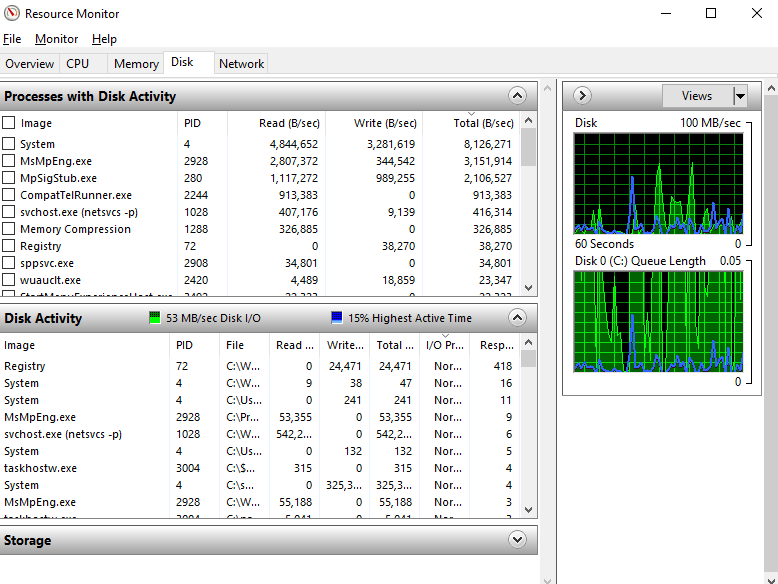 Resource Monitor
File Monitor Help
Overview CPU Memory Disk Network
Processes with Disk Activity
Image PID Read (B/sec) Write (B/sec) Total (B/sec)
System 4 4,844,652 3,281,619 8,126,271
MsMpEng.exe 2928 2,807,372 344,542 3,151,914
MpSigStub.exe 280 1,117,272 989,255 2,106,527
CompatTelRunner.exe 2244 913,383 0 913,383
svchost.exe (netsvcs -p) 1028 407,176 9,139 416,314
Memory Compression 1288 326,885 0 326,885
Registry 72 0 38,270 38,270
sppsvc.exe 2908 34,801 0 34,801
wuauclt.exe 2420 4,489 18,859 23,347
Disk Activity 53 MB/sec Disk I/O 15% Highest Active Time
Image PID File Read ... Write... Total ... I/O Pr... Resp...
Registry 72 C:\W... 0 24,471 24,471 Nor... 418
System 4 C:\W... 9 38 47 Nor... 16
System 4 C:\Us... 0 241 241 Nor... 11
MsMpEng.exe 2928 C:\Pr... 53,355 0 53,355 Nor... 9
svchost.exe (netsvcs -p) 1028 C:\W... 542,2... 0 542,2... Nor... 6
System 4 C:\Us... 0 132 132 Nor... 5
taskhostw.exe 3004 C:\$... 315 0 315 Nor... 4
System 4 C:\s... 0 325,3... 325,3... Nor... 4
MsMpEng.exe 2928 C:\W... 55,188 0 55,188 Nor... 3
Storage
Views
Disk 100 MB/sec
60 Seconds 0
Disk 0 (C:) Queue Length 0.05
0